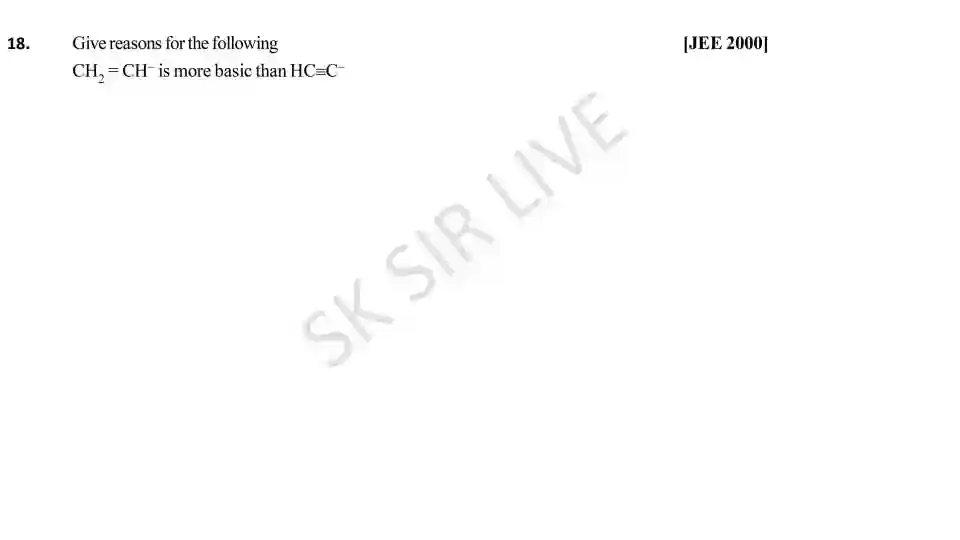 18. Give reasons for the following [JEE 2000]
CH₂ = CH⁻ is more basic than HC≡C⁻
SK SIR LIVE